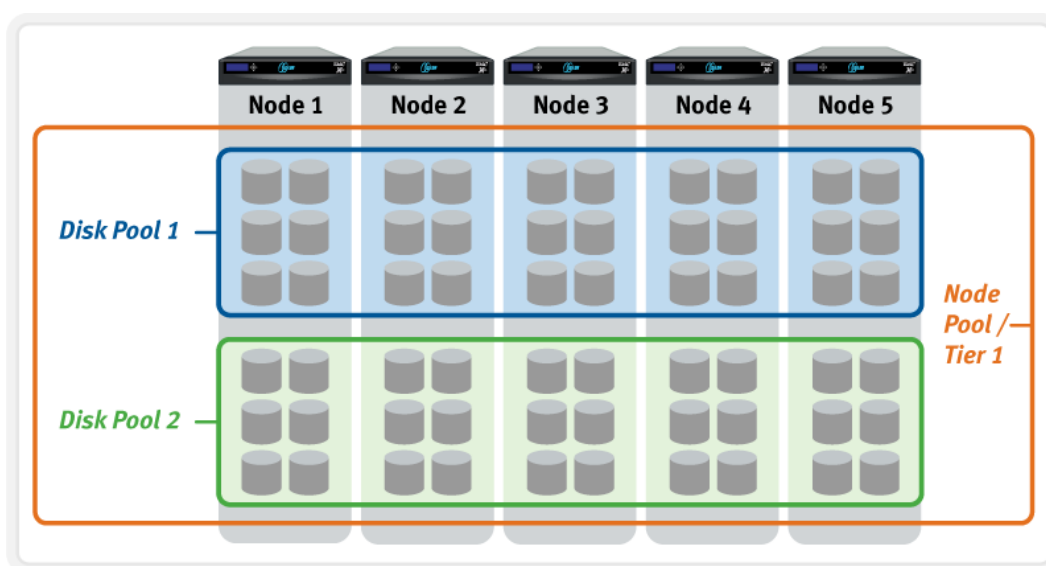 Node 1
Node 2
Node 3
Node 4
Node 5
Disk Pool 1
Node
Pool /
Tier 1
Disk Pool 2